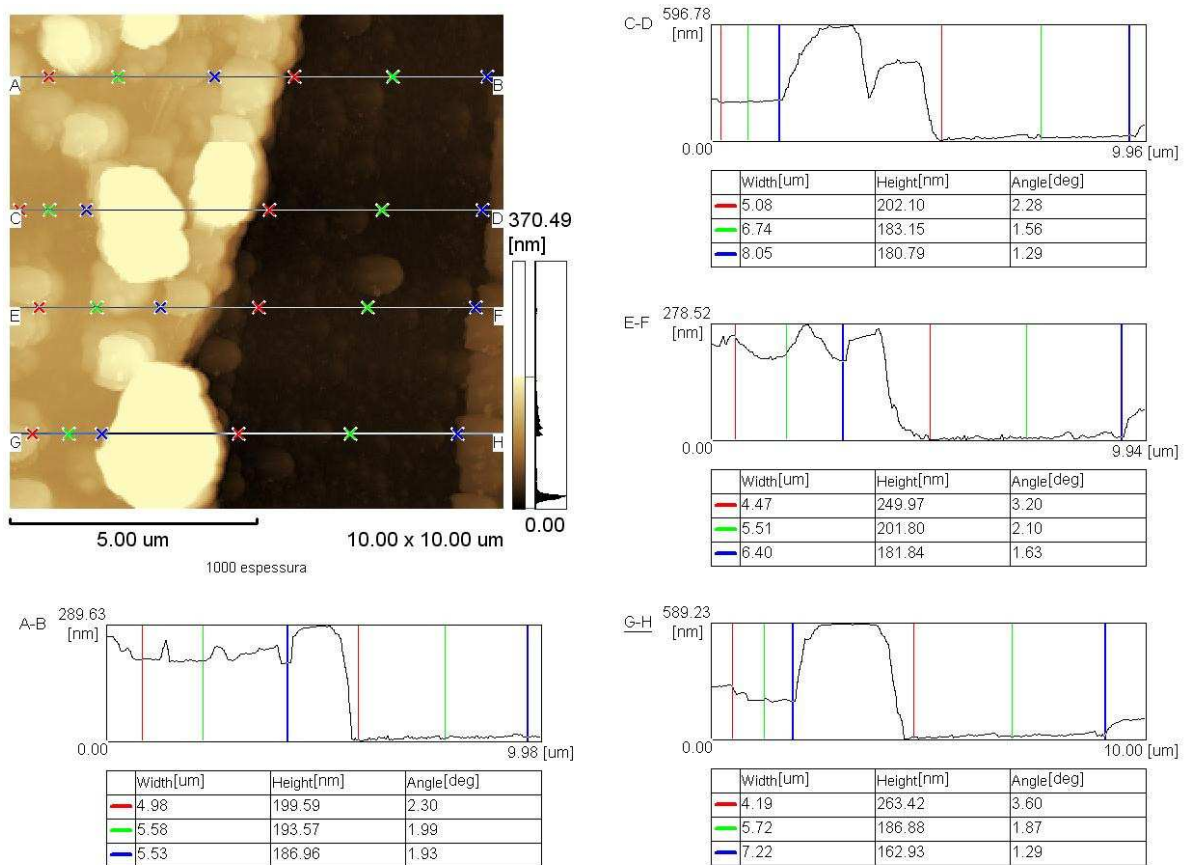 A
B
C
D
E
F
G
H
370.49
[nm]
0.00
5.00 um 10.00 x 10.00 um
1000 espessura
C-D 596.78
[nm]
0.00 9.96 [um]
Width[um] Height[nm] Angle[deg]
5.08 202.10 2.28
6.74 183.15 1.56
8.05 180.79 1.29
E-F 278.52
[nm]
0.00 9.94 [um]
Width[um] Height[nm] Angle[deg]
4.47 249.97 3.20
5.51 201.80 2.10
6.40 181.84 1.63
A-B 289.63
[nm]
0.00 9.98 [um]
Width[um] Height[nm] Angle[deg]
4.98 199.59 2.30
5.58 193.57 1.99
5.53 186.96 1.93
G-H 589.23
[nm]
0.00 10.00 [um]
Width[um] Height[nm] Angle[deg]
4.19 263.42 3.60
5.72 186.88 1.87
7.22 162.93 1.29